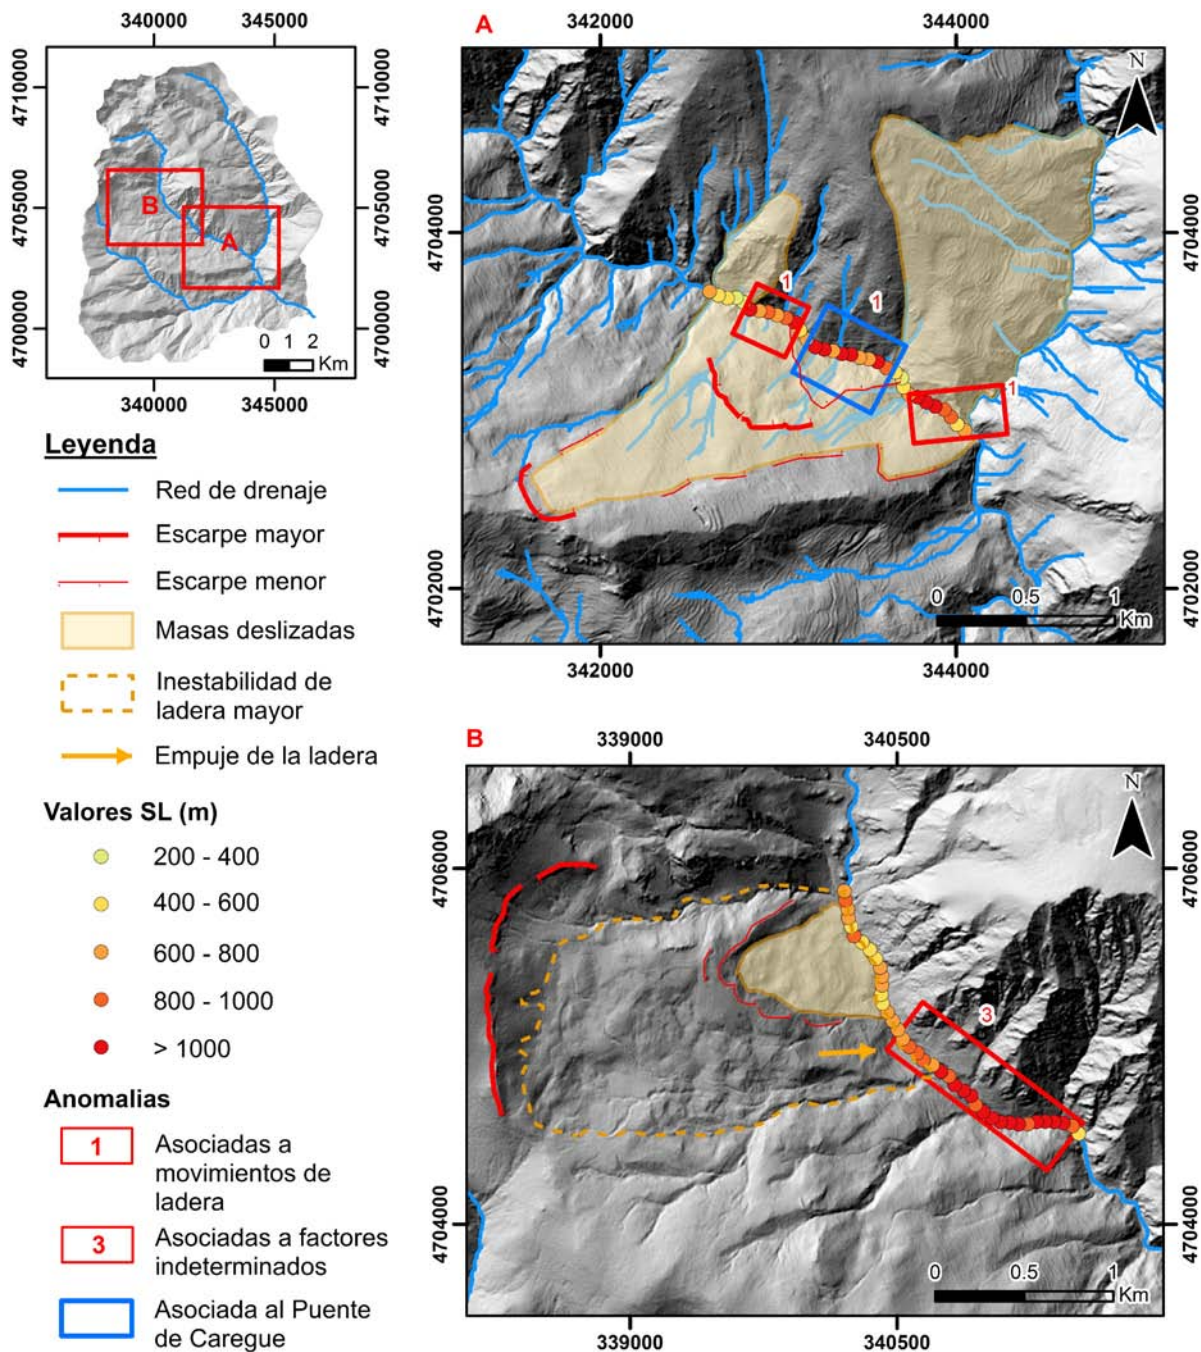 340000
345000
4710000
4705000
4700000
4710000
4705000
4700000
B
A
0 1 2
Km
340000
345000
Leyenda
Red de drenaje
Escarpe mayor
Escarpe menor
Masas deslizadas
Inestabilidad de
ladera mayor
Empuje de la ladera
Valores SL (m)
200 - 400
400 - 600
600 - 800
800 - 1000
> 1000
Anomalias
1
Asociadas a
movimientos de
ladera
3
Asociadas a factores
indeterminados
Asociada al Puente
de Caregue
A
342000
344000
N
4704000
4702000
4704000
4702000
1
1
1
0 0.5 1
Km
342000
344000
B
339000
340500
N
4706000
4704000
4706000
4704000
3
0 0.5 1
Km
339000
340500